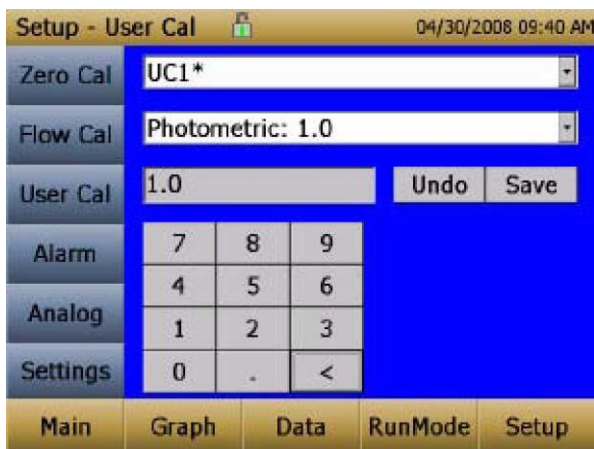 Setup - User Cal 04/30/2008 09:40 AM
Zero Cal
UC1*
Flow Cal
Photometric: 1.0
User Cal
1.0
Undo
Save
Alarm
7 8 9
4 5 6
Analog
1 2 3
Settings
0 . <
Main Graph Data RunMode Setup